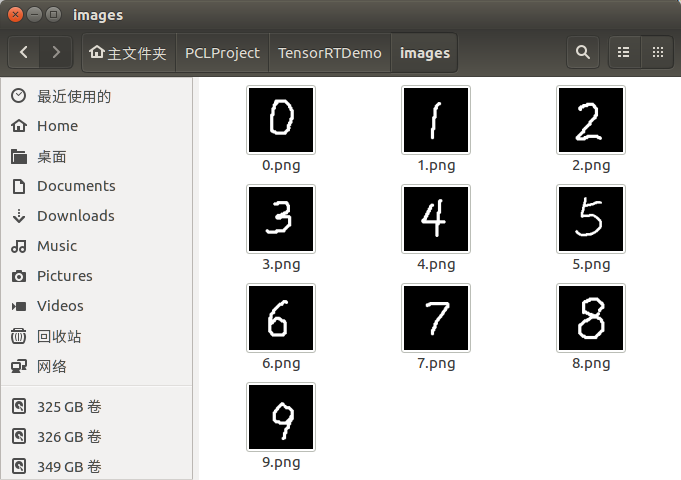 images
主文件夹 PCLProject TensorRTDemo images
最近使用的
Home
桌面
Documents
Downloads
Music
Pictures
Videos
回收站
网络
325 GB 卷
326 GB 卷
349 GB 卷
0 1 2
0.png 1.png 2.png
3 4 5
3.png 4.png 5.png
6 7 8
6.png 7.png 8.png
9
9.png